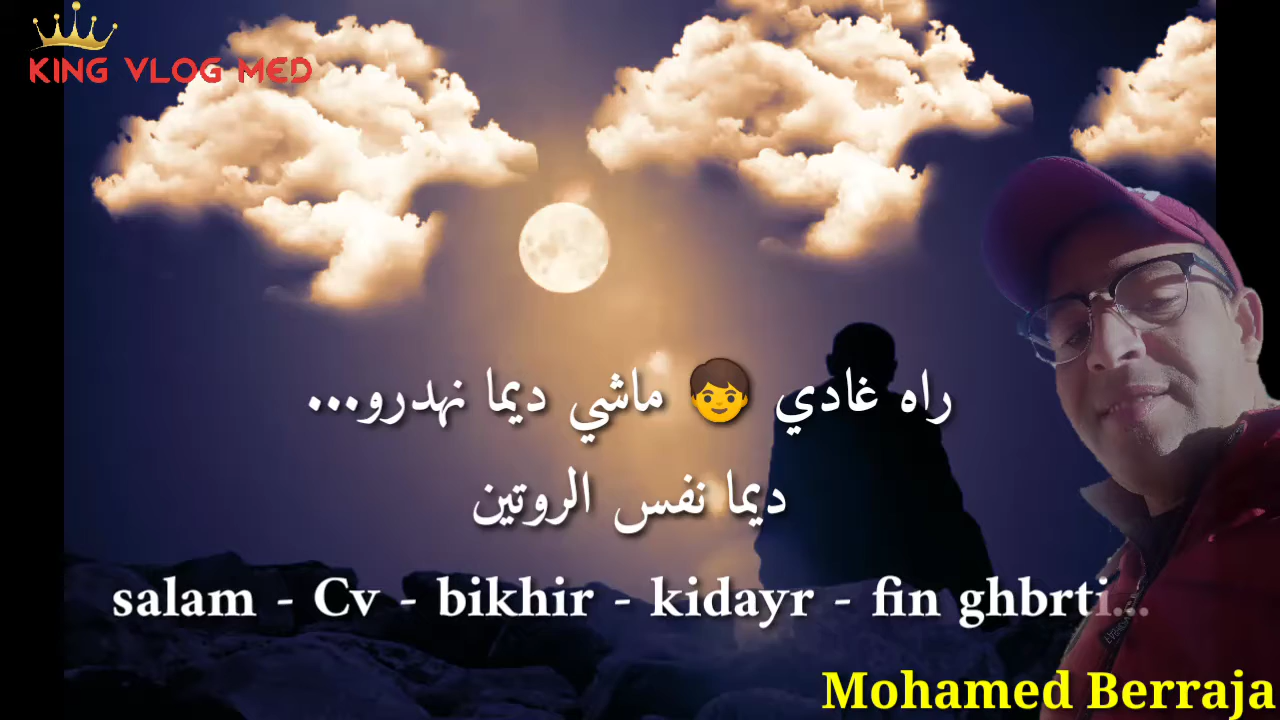 KING VLOG MED
راه غادي 👦 ماشي ديما نهدرو...
ديما نفس الروتين
salam - Cv - bikhir - kidayr - fin ghbrti...
Mohamed Berraja